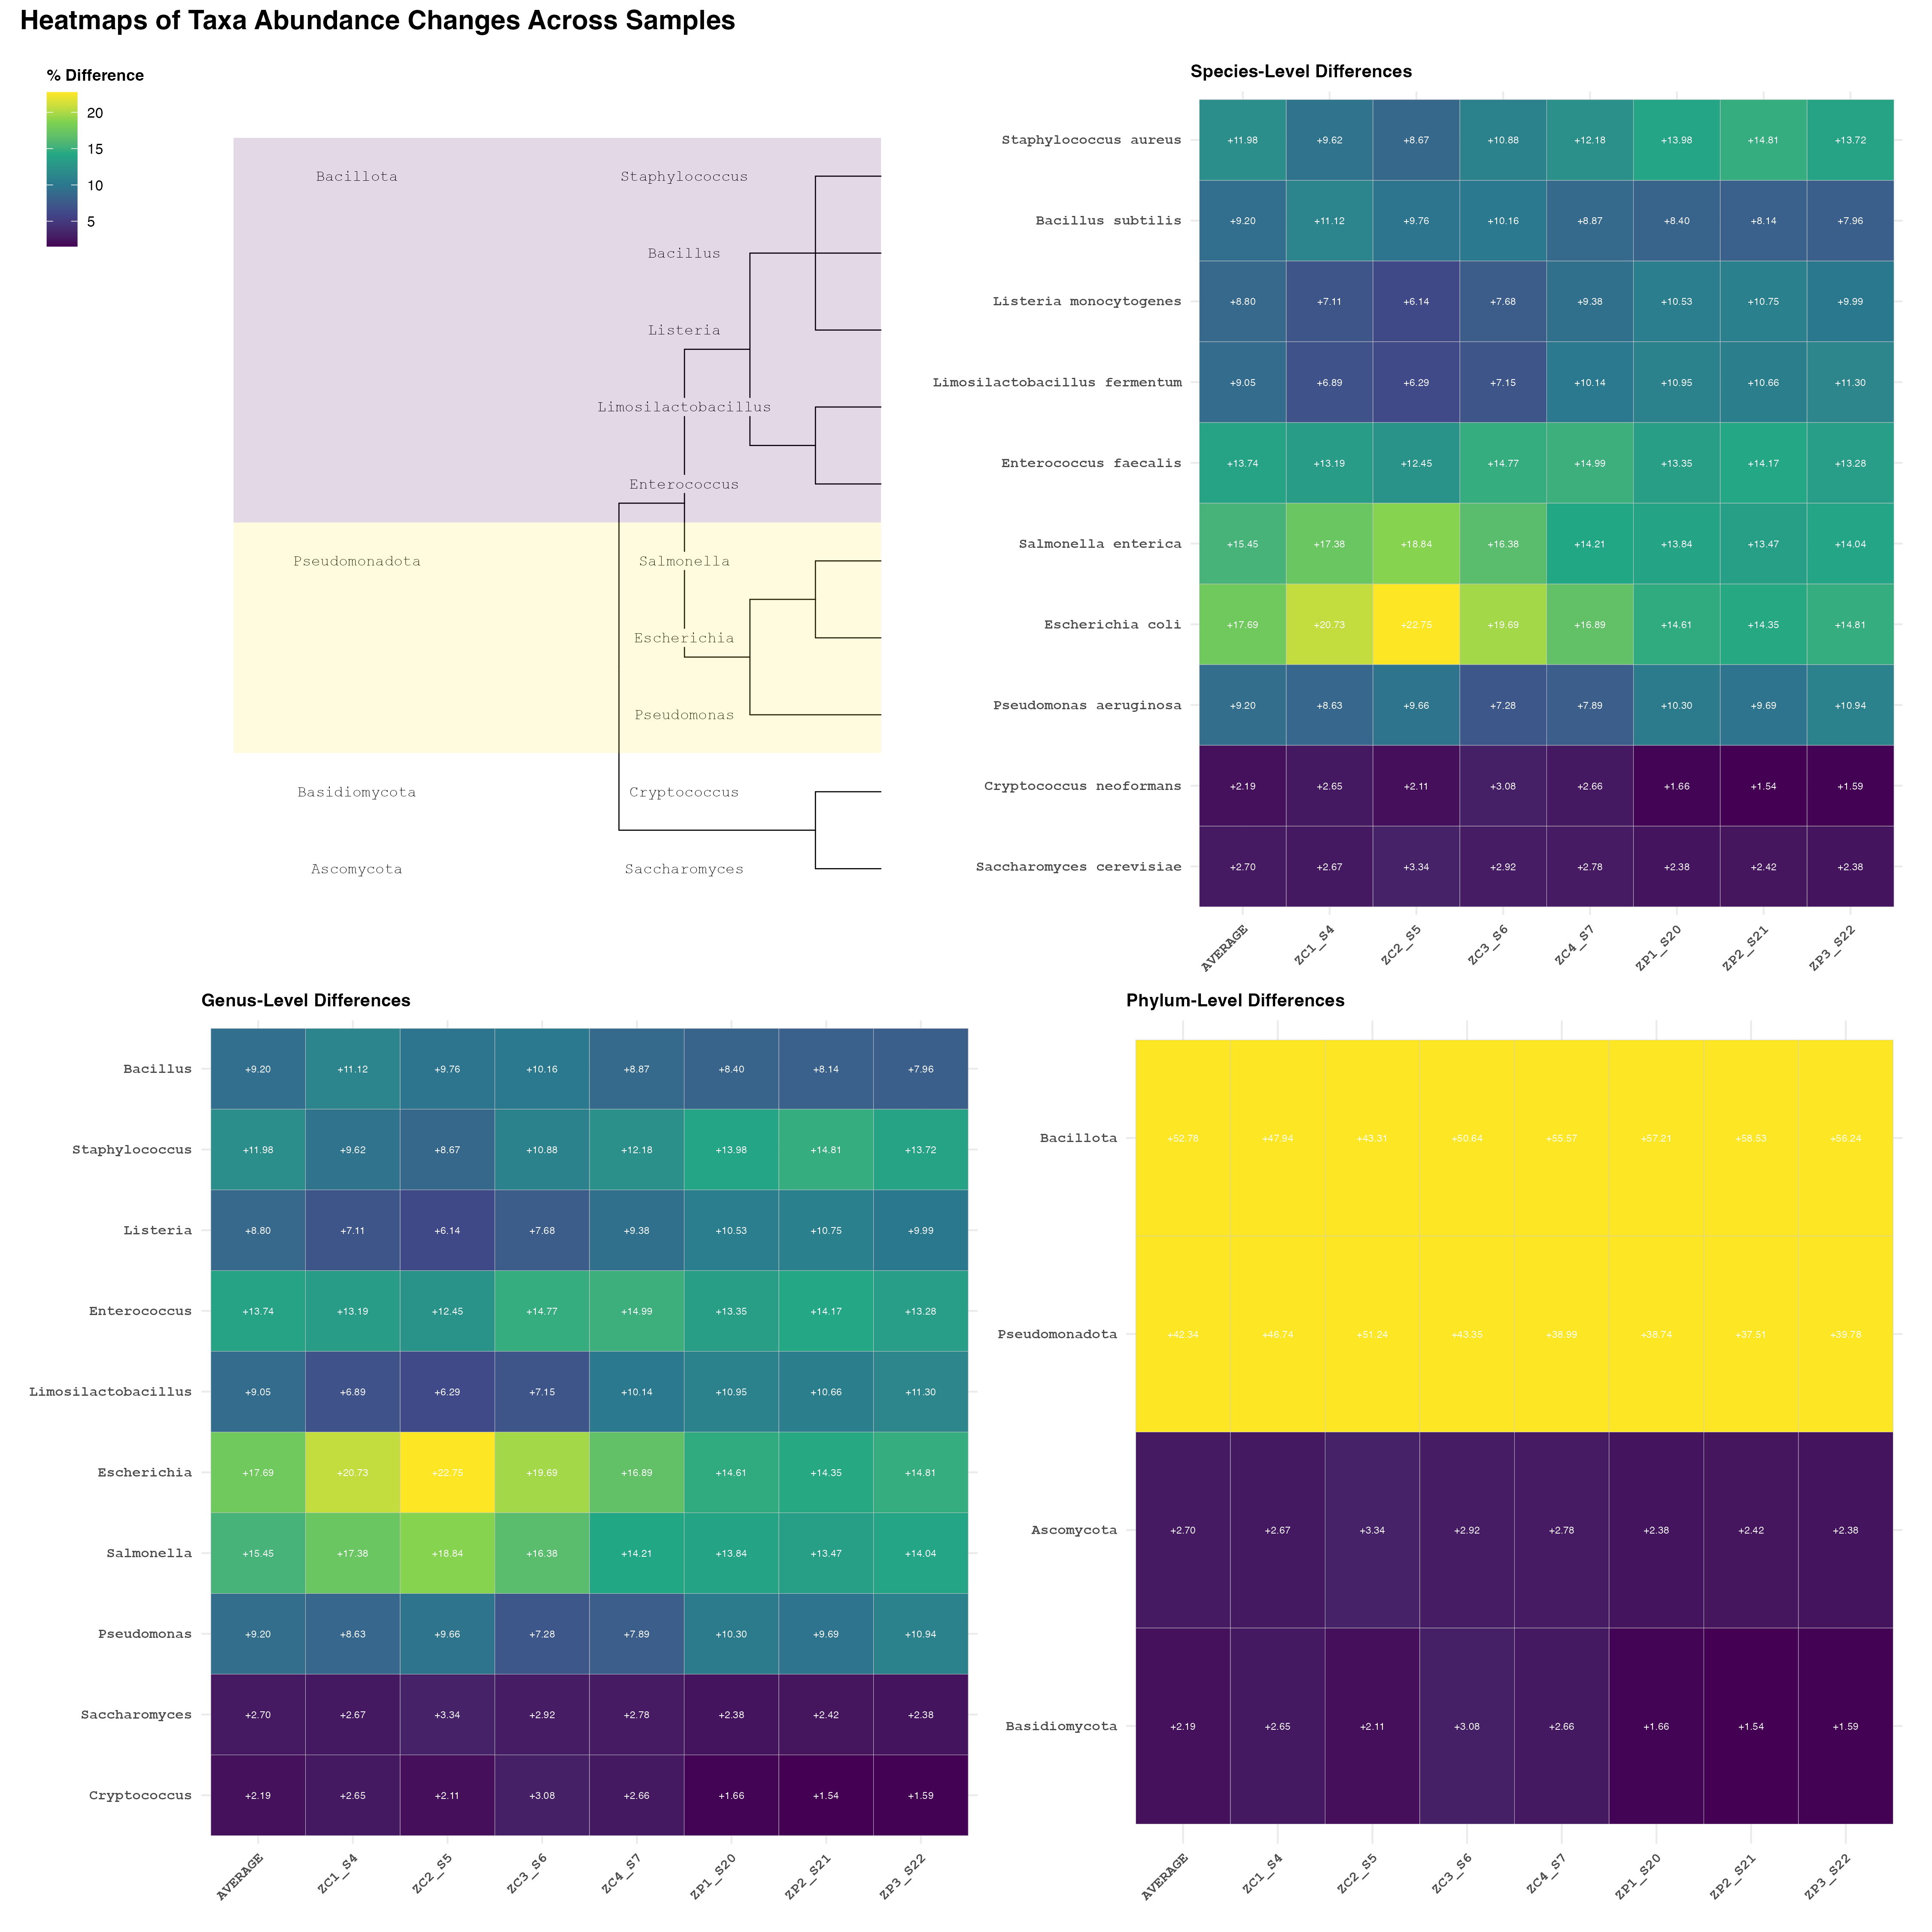 Heatmaps of Taxa Abundance Changes Across Samples
% Difference
20
15
10
5
Bacillota
Staphylococcus
Bacillus
Listeria
Limosilactobacillus
Enterococcus
Pseudomonadota
Salmonella
Escherichia
Pseudomonas
Basidiomycota
Cryptococcus
Ascomycota
Saccharomyces
Species-Level Differences
Staphylococcus aureus +11.98 +9.62 +8.67 +10.88 +12.18 +13.98 +14.81 +13.72
Bacillus subtilis +9.20 +11.12 +9.76 +10.16 +8.87 +8.40 +8.14 +7.96
Listeria monocytogenes +8.80 +7.11 +6.14 +7.68 +9.38 +10.53 +10.75 +9.99
Limosilactobacillus fermentum +9.05 +6.89 +6.29 +7.15 +10.14 +10.95 +10.66 +11.30
Enterococcus faecalis +13.74 +13.19 +12.45 +14.77 +14.99 +13.35 +14.17 +13.28
Salmonella enterica +15.45 +17.38 +18.84 +16.38 +14.21 +13.84 +13.47 +14.04
Escherichia coli +17.69 +20.73 +22.75 +19.69 +16.89 +14.61 +14.35 +14.81
Pseudomonas aeruginosa +9.20 +8.63 +9.66 +7.28 +7.89 +10.30 +9.69 +10.94
Cryptococcus neoformans +2.19 +2.65 +2.11 +3.08 +2.66 +1.66 +1.54 +1.59
Saccharomyces cerevisiae +2.70 +2.67 +3.34 +2.92 +2.78 +2.38 +2.42 +2.38
AVERAGE ZC1_S4 ZC2_S5 ZC3_S6 ZC4_S7 ZP1_S20 ZP2_S21 ZP3_S22
Genus-Level Differences
Bacillus +9.20 +11.12 +9.76 +10.16 +8.87 +8.40 +8.14 +7.96
Staphylococcus +11.98 +9.62 +8.67 +10.88 +12.18 +13.98 +14.81 +13.72
Listeria +8.80 +7.11 +6.14 +7.68 +9.38 +10.53 +10.75 +9.99
Enterococcus +13.74 +13.19 +12.45 +14.77 +14.99 +13.35 +14.17 +13.28
Limosilactobacillus +9.05 +6.89 +6.29 +7.15 +10.14 +10.95 +10.66 +11.30
Escherichia +17.69 +20.73 +22.75 +19.69 +16.89 +14.61 +14.35 +14.81
Salmonella +15.45 +17.38 +18.84 +16.38 +14.21 +13.84 +13.47 +14.04
Pseudomonas +9.20 +8.63 +9.66 +7.28 +7.89 +10.30 +9.69 +10.94
Saccharomyces +2.70 +2.67 +3.34 +2.92 +2.78 +2.38 +2.42 +2.38
Cryptococcus +2.19 +2.65 +2.11 +3.08 +2.66 +1.66 +1.54 +1.59
AVERAGE ZC1_S4 ZC2_S5 ZC3_S6 ZC4_S7 ZP1_S20 ZP2_S21 ZP3_S22
Phylum-Level Differences
Bacillota +52.78 +47.94 +43.31 +50.64 +55.57 +57.21 +58.53 +56.24
Pseudomonadota +42.34 +46.74 +51.24 +43.35 +38.99 +38.74 +37.51 +39.78
Ascomycota +2.70 +2.67 +3.34 +2.92 +2.78 +2.38 +2.42 +2.38
Basidiomycota +2.19 +2.65 +2.11 +3.08 +2.66 +1.66 +1.54 +1.59
AVERAGE ZC1_S4 ZC2_S5 ZC3_S6 ZC4_S7 ZP1_S20 ZP2_S21 ZP3_S22